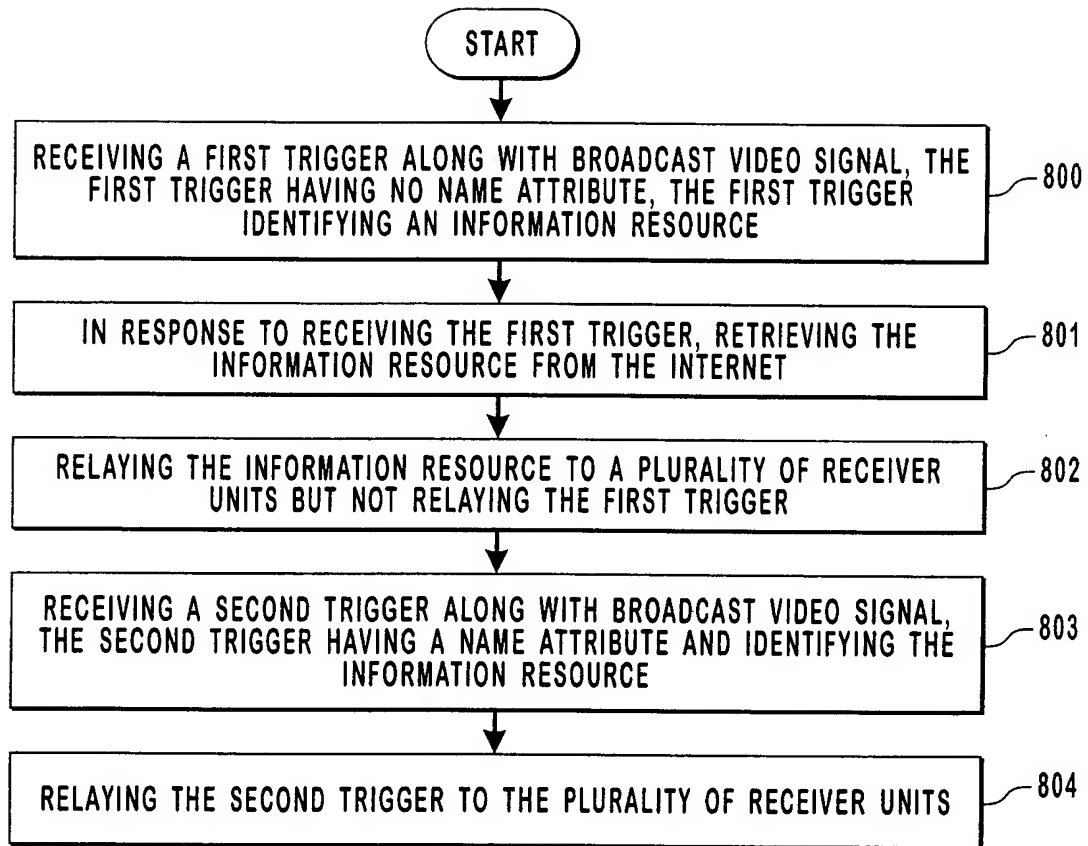 START
RECEIVING A FIRST TRIGGER ALONG WITH BROADCAST VIDEO SIGNAL, THE
FIRST TRIGGER HAVING NO NAME ATTRIBUTE, THE FIRST TRIGGER
IDENTIFYING AN INFORMATION RESOURCE
800
IN RESPONSE TO RECEIVING THE FIRST TRIGGER, RETRIEVING THE
INFORMATION RESOURCE FROM THE INTERNET
801
RELAYING THE INFORMATION RESOURCE TO A PLURALITY OF RECEIVER
UNITS BUT NOT RELAYING THE FIRST TRIGGER
802
RECEIVING A SECOND TRIGGER ALONG WITH BROADCAST VIDEO SIGNAL,
THE SECOND TRIGGER HAVING A NAME ATTRIBUTE AND IDENTIFYING THE
INFORMATION RESOURCE
803
RELAYING THE SECOND TRIGGER TO THE PLURALITY OF RECEIVER UNITS
804